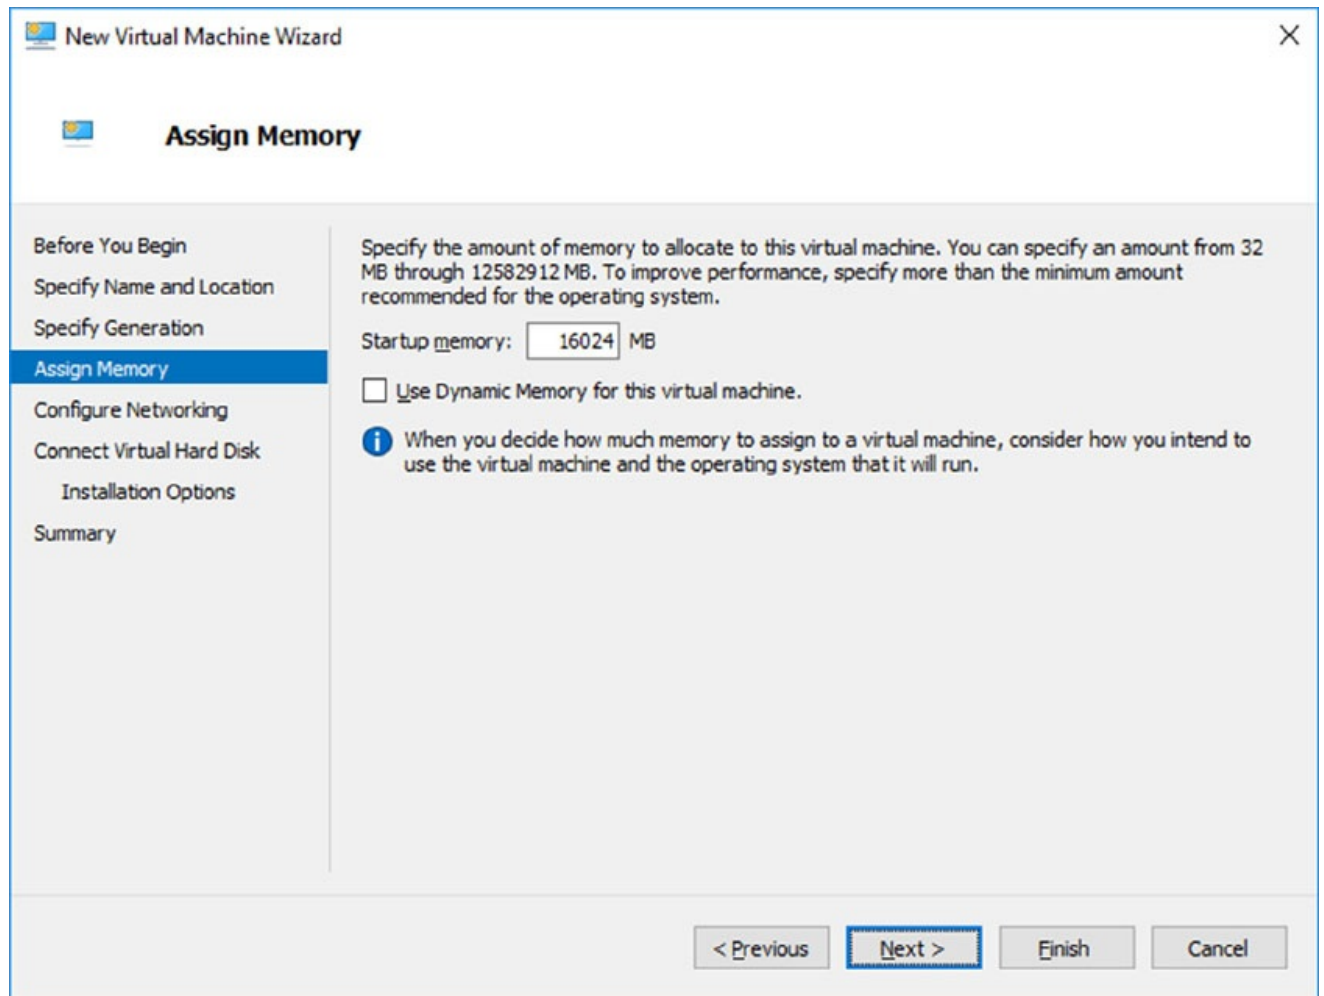 New Virtual Machine Wizard
Assign Memory
Before You Begin
Specify Name and Location
Specify Generation
Assign Memory
Configure Networking
Connect Virtual Hard Disk
Installation Options
Summary
Specify the amount of memory to allocate to this virtual machine. You can specify an amount from 32
MB through 12582912 MB. To improve performance, specify more than the minimum amount
recommended for the operating system.
Startup memory: 16024 MB
Use Dynamic Memory for this virtual machine.
When you decide how much memory to assign to a virtual machine, consider how you intend to
use the virtual machine and the operating system that it will run.
< Previous Next > Finish Cancel